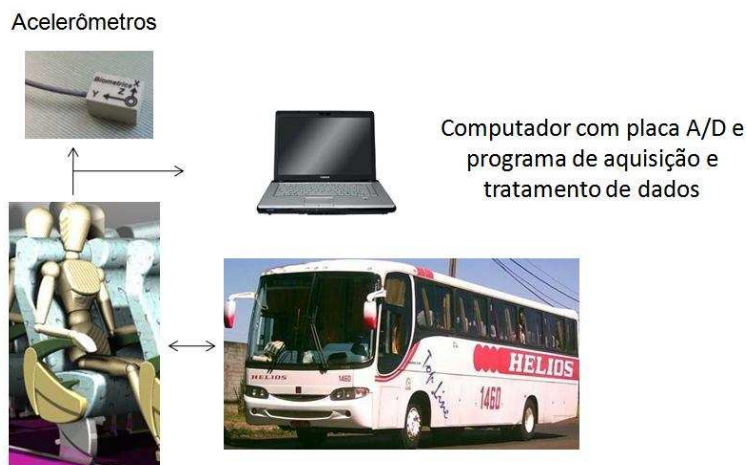 Acelerômetros
Biometrics X
Y Z
Computador com placa A/D e
programa de aquisição e
tratamento de dados
HELIOS
1460
Top Line
HELIOS
1460